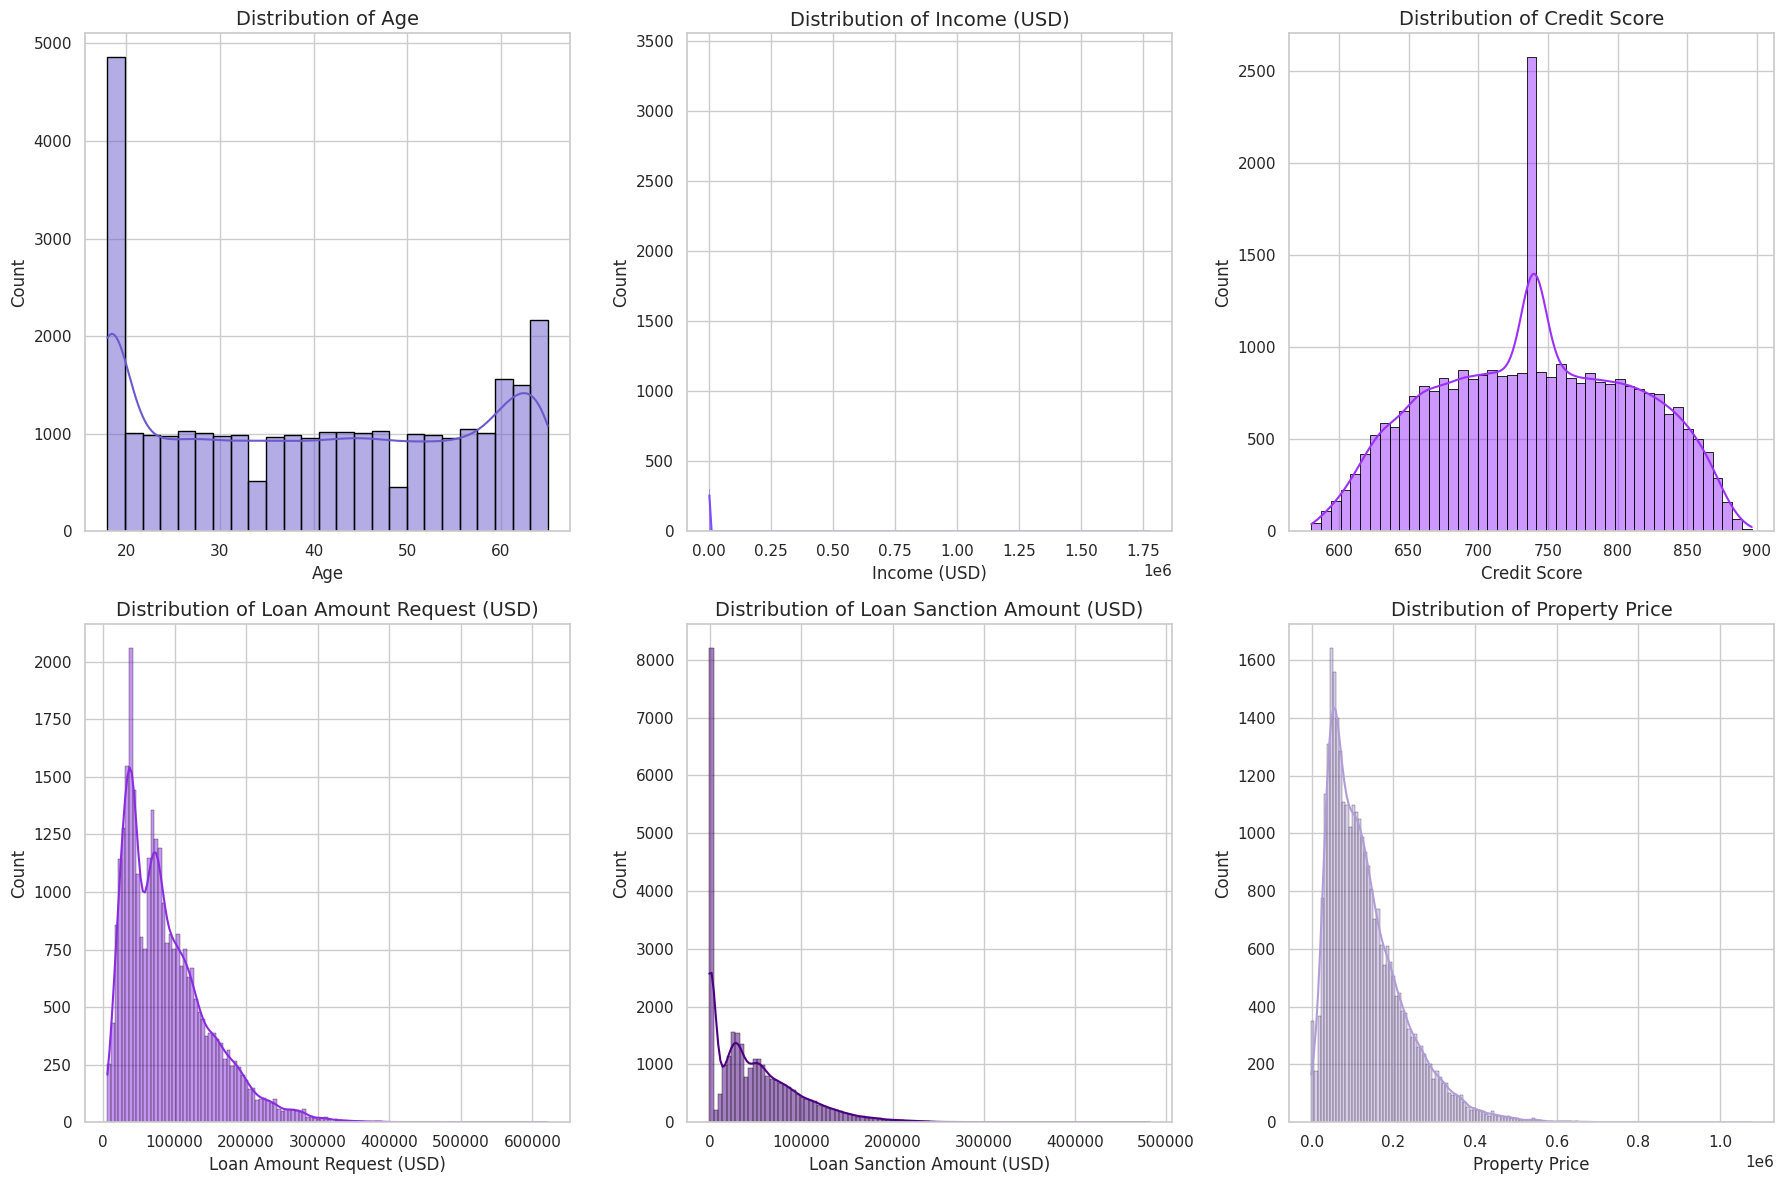 Distribution of Age
5000
4000
3000
2000
1000
0
Count
20 30 40 50 60
Age
Distribution of Income (USD)
3500
3000
2500
2000
1500
1000
500
0
Count
0.00 0.25 0.50 0.75 1.00 1.25 1.50 1.75
1e6
Income (USD)
Distribution of Credit Score
2500
2000
1500
1000
500
0
Count
600 650 700 750 800 850 900
Credit Score
Distribution of Loan Amount Request (USD)
2000
1750
1500
1250
1000
750
500
250
0
Count
0 100000 200000 300000 400000 500000 600000
Loan Amount Request (USD)
Distribution of Loan Sanction Amount (USD)
8000
7000
6000
5000
4000
3000
2000
1000
0
Count
0 100000 200000 300000 400000 500000
Loan Sanction Amount (USD)
Distribution of Property Price
1600
1400
1200
1000
800
600
400
200
0
Count
0.0 0.2 0.4 0.6 0.8 1.0
1e6
Property Price